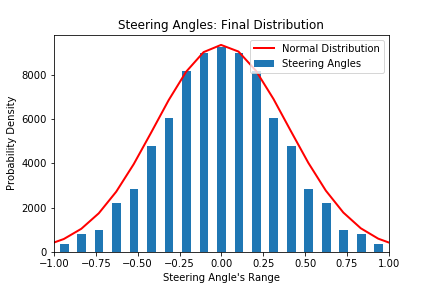 Steering Angles: Final Distribution
Normal Distribution
Steering Angles
Probability Density
8000
6000
4000
2000
0
−1.00 −0.75 −0.50 −0.25 0.00 0.25 0.50 0.75 1.00
Steering Angle's Range